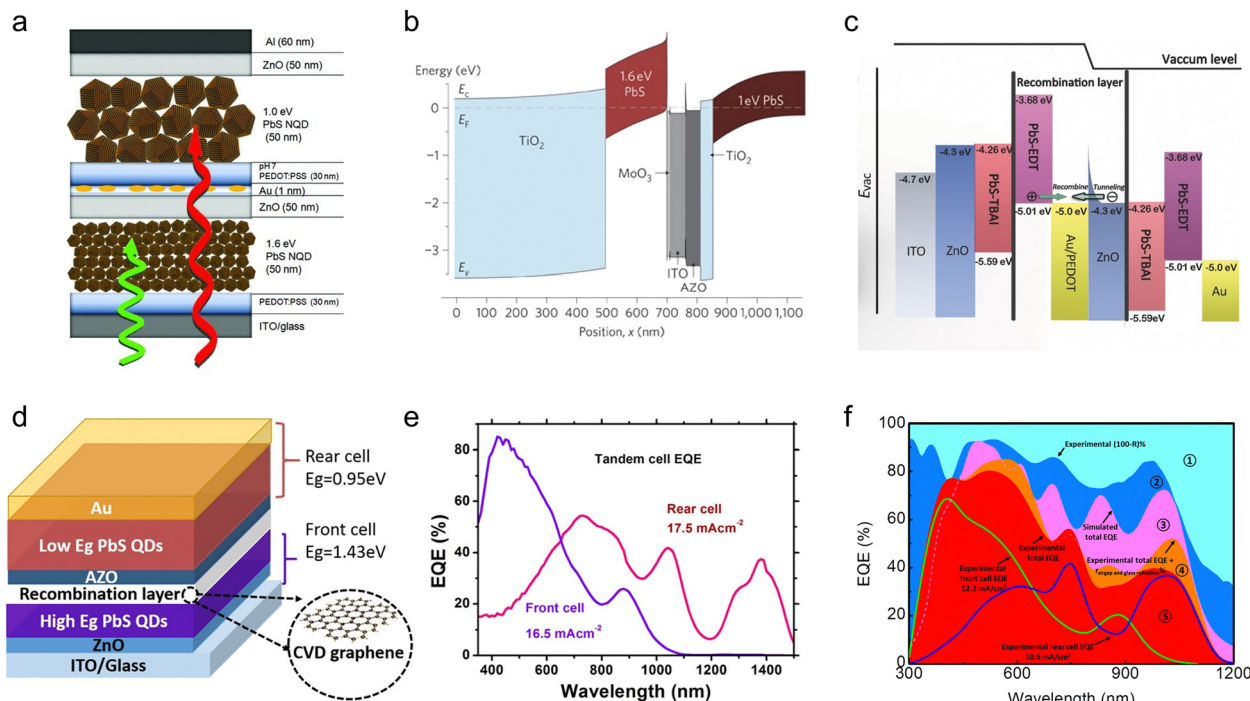 a
Al (60 nm)
ZnO (50 nm)
1.0 eV
PbS NQD
(50 nm)
pH 7
PEDOT:PSS (30 nm)
Au (1 nm)
ZnO (50 nm)
1.6 eV
PbS NQD
(50 nm)
PEDOT:PSS (30 nm)
ITO/glass
b
Energy (eV)
0
−1
−2
−3
Ec
EF
Ev
TiO2
1.6 eV
PbS
1 eV PbS
MoO3
TiO2
ITO
AZO
0 100 200 300 400 500 600 700 800 900 1,000 1,100
Position, x (nm)
c
Vaccum level
Recombination layer
Evac
-4.7 eV
ITO
-4.3 eV
ZnO
-4.26 eV
PbS-TBAI
-5.59 eV
-3.68 eV
PbS-EDT
Recombine
Tunneling
-5.01 eV
-5.0 eV
Au/PEDOT
-4.3 eV
ZnO
-4.26 eV
PbS-TBAI
-5.59eV
-3.68 eV
PbS-EDT
-5.01 eV
-5.0 eV
Au
d
Au
Low Eg PbS QDs
AZO
Recombination layer
High Eg PbS QDs
ZnO
ITO/Glass
Rear cell
Eg=0.95eV
Front cell
Eg=1.43eV
CVD graphene
e
EQE (%)
80
60
40
20
0
Tandem cell EQE
Rear cell
17.5 mAcm-2
Front cell
16.5 mAcm-2
400 600 800 1000 1200 1400
Wavelength (nm)
f
EQE (%)
100
80
60
40
20
0
Experimental (100-R)%
①
②
③
④
⑤
Simulated
total EQE
Experimental
total EQE
Experimental total EQE +
rairgap and glass reflection%
Experimental
front cell EQE
12.2 mA/cm2
Experimental rear cell EQE
10.6 mA/cm2
300 600 900 1200
Wavelength (nm)